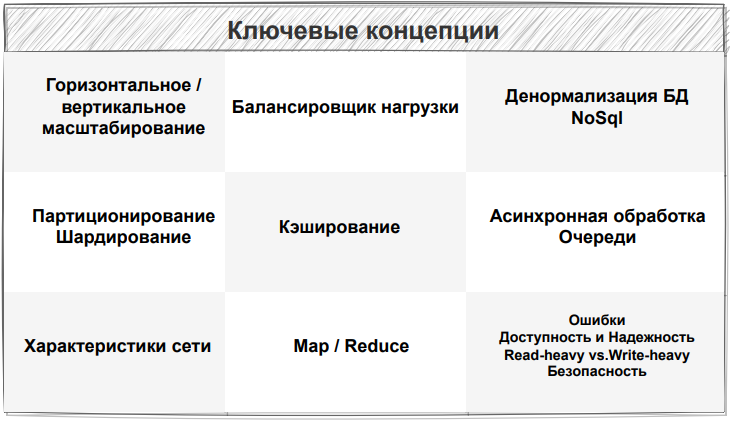 Ключевые концепции
Горизонтальное /
вертикальное
масштабирование
Балансировщик нагрузки
Денормализация БД
NoSql
Партиционирование
Шардирование
Кэширование
Асинхронная обработка
Очереди
Характеристики сети
Map / Reduce
Ошибки
Доступность и Надежность
Read-heavy vs.Write-heavy
Безопасность